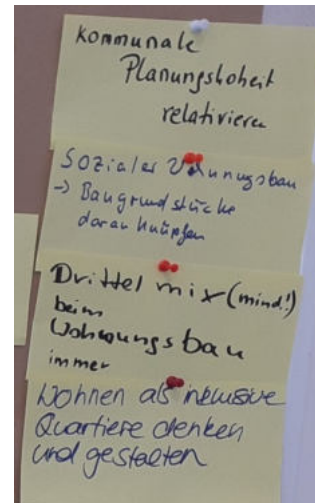 Kommunale
Planungshoheit
relativieren
Sozialer Wohnungsbau
-> Baugrundstücke
daran knüpfen
Drittel mix (mind!)
beim
Wohnungsbau
immer
Wohnen als inklusive
Quartiere denken
und gestalten